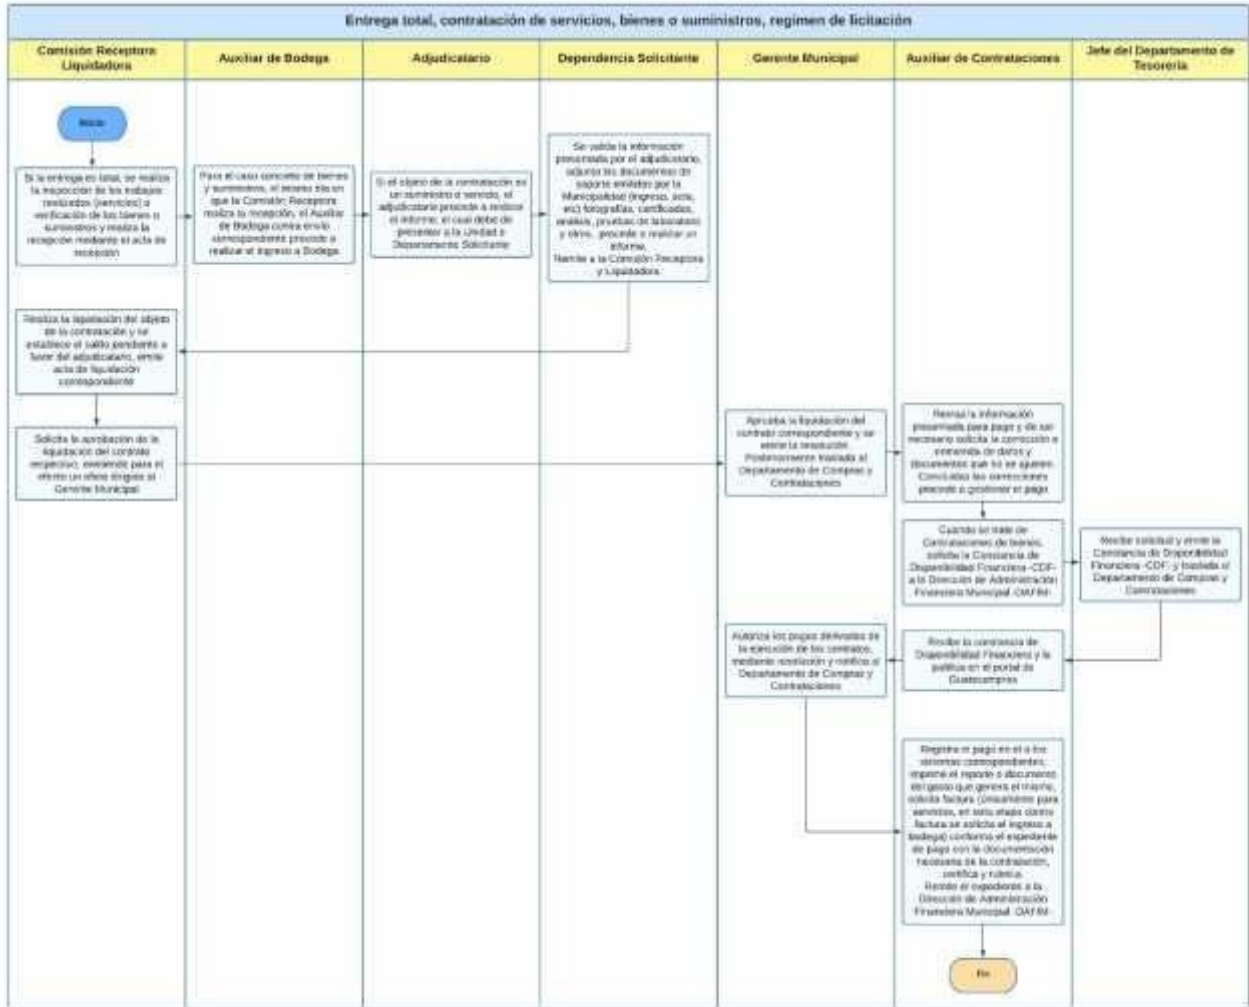 Entrega total, contratación de servicios, bienes o suministros, regimen de licitación
Comisión Receptora
Liquidadora
Auxiliar de Bodega
Adjudicatario
Dependencia Solicitante
Gerente Municipal
Auxiliar de Contrataciones
Jefe del Departamento de
Tesorería
Inicio
Si la entrega es total, se realiza
la inspección de los trabajos
realizados (servicios) o
verificación de los bienes o
suministros y realiza la
recepción mediante el acta de
recepción
Para el caso concreto de bienes
y suministros, el mismo día en
que la Comisión Receptora
realiza la recepción, el Auxiliar
de Bodega contra envío
correspondiente procede a
realizar el ingreso a Bodega
Si el objeto de la contratación es
un suministro o servicio, el
adjudicatario procede a realizar
el informe, el cual debe de
presentar a la Unidad o
Departamento Solicitante
Se valida la información
presentada por el adjudicatario,
adjunta los documentos de
soporte emitidos por la
Municipalidad (ingreso, acta,
etc) fotografías, certificados,
análisis, pruebas de laboratorio
y otros, procede a realizar un
informe.
Remite a la Comisión Receptora
y Liquidadora
Realiza la liquidación del objeto
de la contratación y se
establece el saldo pendiente a
favor del adjudicatario, emite
acta de liquidación
correspondiente
Solicita la aprobación de la
liquidación del contrato
respectivo, enviando para el
efecto un oficio dirigido al
Gerente Municipal
Aprueba la liquidación del
contrato correspondiente y se
emite la resolución.
Posteriormente traslada al
Departamento de Compras y
Contrataciones
Revisa la información
presentada para pago y de ser
necesario solicita la corrección o
enmienda de datos y
documentos que no se ajusten.
Concluidas las correcciones
procede a gestionar el pago
Cuando se trate de
Contrataciones de bienes,
solicita la Constancia de
Disponibilidad Financiera -CDF-
a la Dirección de Administración
Financiera Municipal -DAFIM-
Recibe solicitud y emite la
Constancia de Disponibilidad
Financiera -CDF- y traslada al
Departamento de Compras y
Contrataciones
Autoriza los pagos derivados de
la ejecución de los contratos,
mediante resolución y notifica al
Departamento de Compras y
Contrataciones
Recibe la constancia de
Disponibilidad Financiera y la
publica en el portal de
Guatecompras
Registra el pago en el o los
sistemas correspondientes,
imprime el reporte o documento
del gasto que genera el mismo,
solicita factura (únicamente para
servicios, en esta etapa contra
factura se solicita el ingreso a
bodega) conforma el expediente
de pago con la documentación
necesaria de la contratación,
certifica y rubrica.
Remite el expediente a la
Dirección de Administración
Financiera Municipal -DAFIM-
Fin